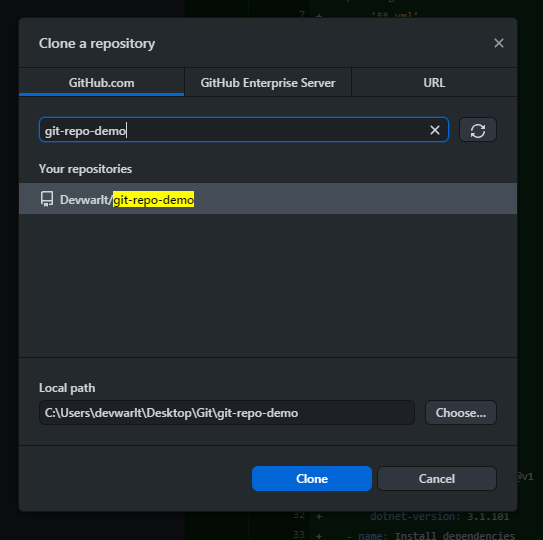 7 + '**.yml'
Clone a repository
GitHub.com GitHub Enterprise Server URL
git-repo-demo
Your repositories
Devwarlt/git-repo-demo
Local path
C:\Users\devwarlt\Desktop\Git\git-repo-demo Choose...
Clone Cancel
@v1
32 + dotnet-version: 3.1.101
33 + - name: Install dependencies